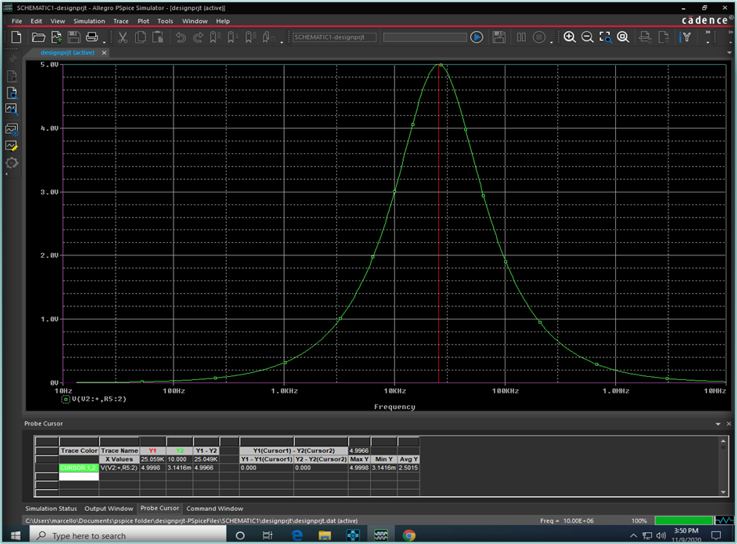 SCHEMATIC1-designprjt - Allegro PSpice Simulator - [designprjt (active)]
File Edit View Simulation Trace Plot Tools Window Help
cādence
SCHEMATIC1-designprjt
designprjt (active)
5.0V
4.0V
3.0V
2.0V
1.0V
0V
10Hz 100Hz 1.00Hz 10KHz 100KHz 1.00Hz 10MHz
V(V2:+,R5:2)
Frequency
Probe Cursor
Trace Color Trace Name Y1 Y2 Y1 - Y2 Y1(Cursor1) - Y2(Cursor2) 4.9966
X Values 25.059K 10.000 25.049K Y1 - Y1(Cursor1) Y2 - Y2(Cursor2) Max Y Min Y Avg Y
CURSOR 1,2 V(V2:+,R5:2) 4.9998 3.1416m 4.9966 0.000 0.000 4.9998 3.1416m 2.5015
Simulation Status Output Window Probe Cursor Command Window
C:\Users\marcello\Documents\pspice folder\designprjt-PSpiceFiles\SCHEMATIC1\designprjt\designprjt.dat (active) Freq = 10.00E+06 100%
Type here to search
3:50 PM
11/9/2020